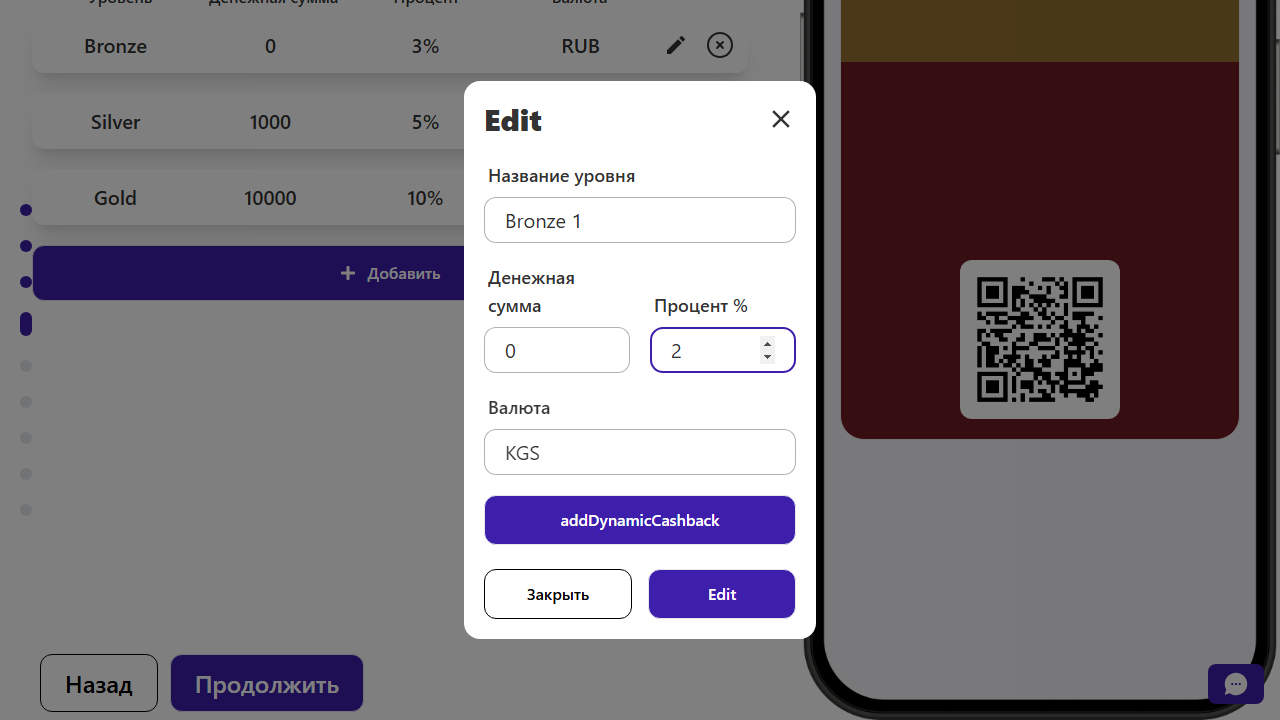 Уровень Денежная сумма Процент Валюта
Bronze 0 3% RUB
Silver 1000 5%
Gold 10000 10%
+ Добавить
Назад Продолжить
Edit
Название уровня
Bronze 1
Денежная
сумма Процент %
0 2
Валюта
KGS
addDynamicCashback
Закрыть Edit